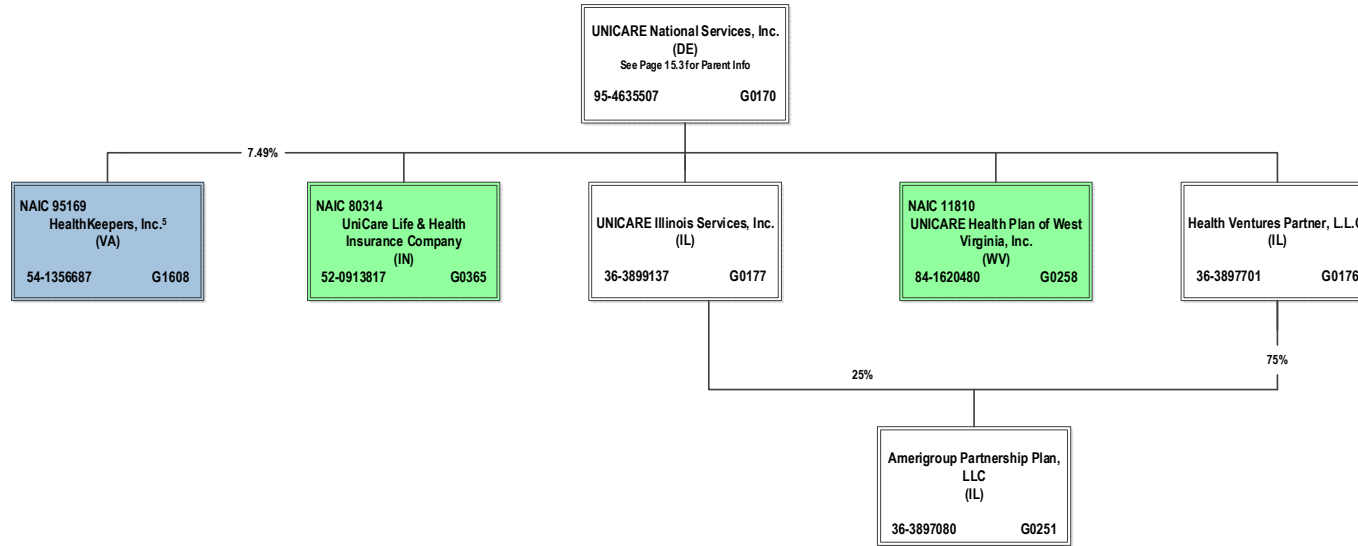 UNICARE National Services, Inc.
(DE)
See Page 15.3 for Parent Info
95-4635507 G0170
7.49%
NAIC 95169
HealthKeepers, Inc.⁵
(VA)
54-1356687 G1608
NAIC 80314
UniCare Life & Health
Insurance Company
(IN)
52-0913817 G0365
UNICARE Illinois Services, Inc.
(IL)
36-3899137 G0177
NAIC 11810
UNICARE Health Plan of West
Virginia, Inc.
(WV)
84-1620480 G0258
Health Ventures Partner, L.L.C
(IL)
36-3897701 G0176
25%
75%
Amerigroup Partnership Plan,
LLC
(IL)
36-3897080 G0251